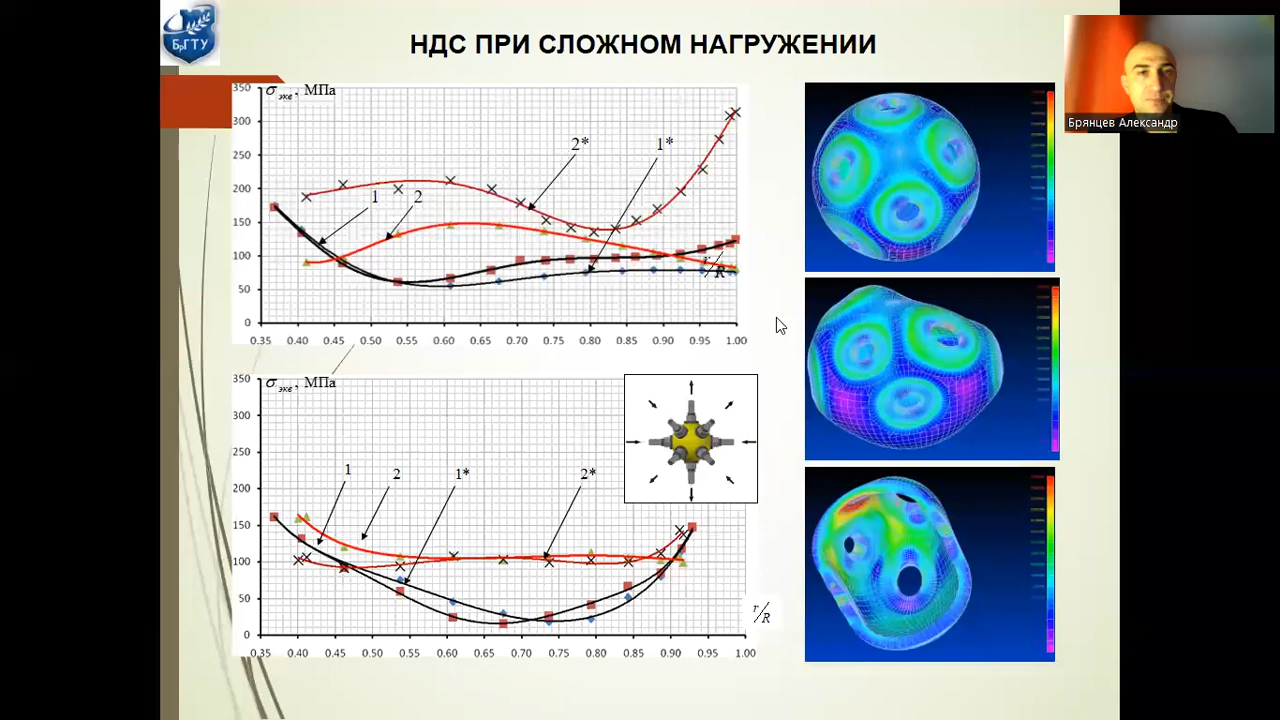 БрГТУ
НДС ПРИ СЛОЖНОМ НАГРУЖЕНИИ
Брянцев Александр
σ экв, МПа
350
300
250
200
150
100
50
0
2*
1*
1
2
r/R
0.35 0.40 0.45 0.50 0.55 0.60 0.65 0.70 0.75 0.80 0.85 0.90 0.95 1.00
σ экв, МПа
350
300
250
200
150
100
50
0
1
2
1*
2*
r/R
0.35 0.40 0.45 0.50 0.55 0.60 0.65 0.70 0.75 0.80 0.85 0.90 0.95 1.00